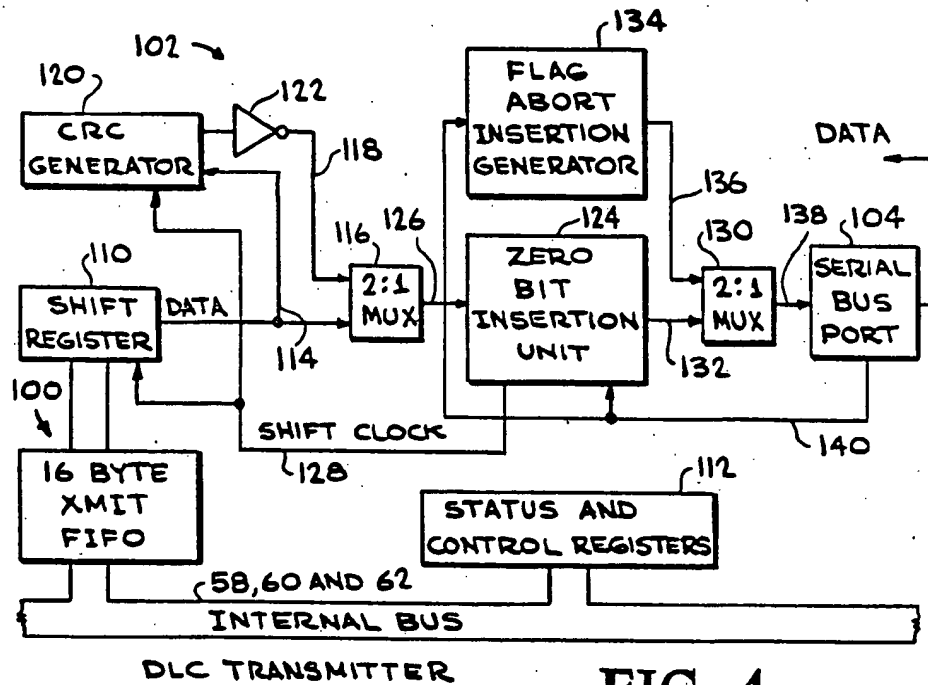 102
134
120
CRC
GENERATOR
122
118
FLAG
ABORT
INSERTION
GENERATOR
DATA
136
116
126
124
130
138
104
110
SHIFT
REGISTER
DATA
2:1
MUX
ZERO
BIT
INSERTION
UNIT
2:1
MUX
SERIAL
BUS
PORT
114
132
100
SHIFT CLOCK
128
140
16 BYTE
XMIT
FIFO
112
STATUS AND
CONTROL REGISTERS
58,60 AND 62
INTERNAL BUS
DLC TRANSMITTER